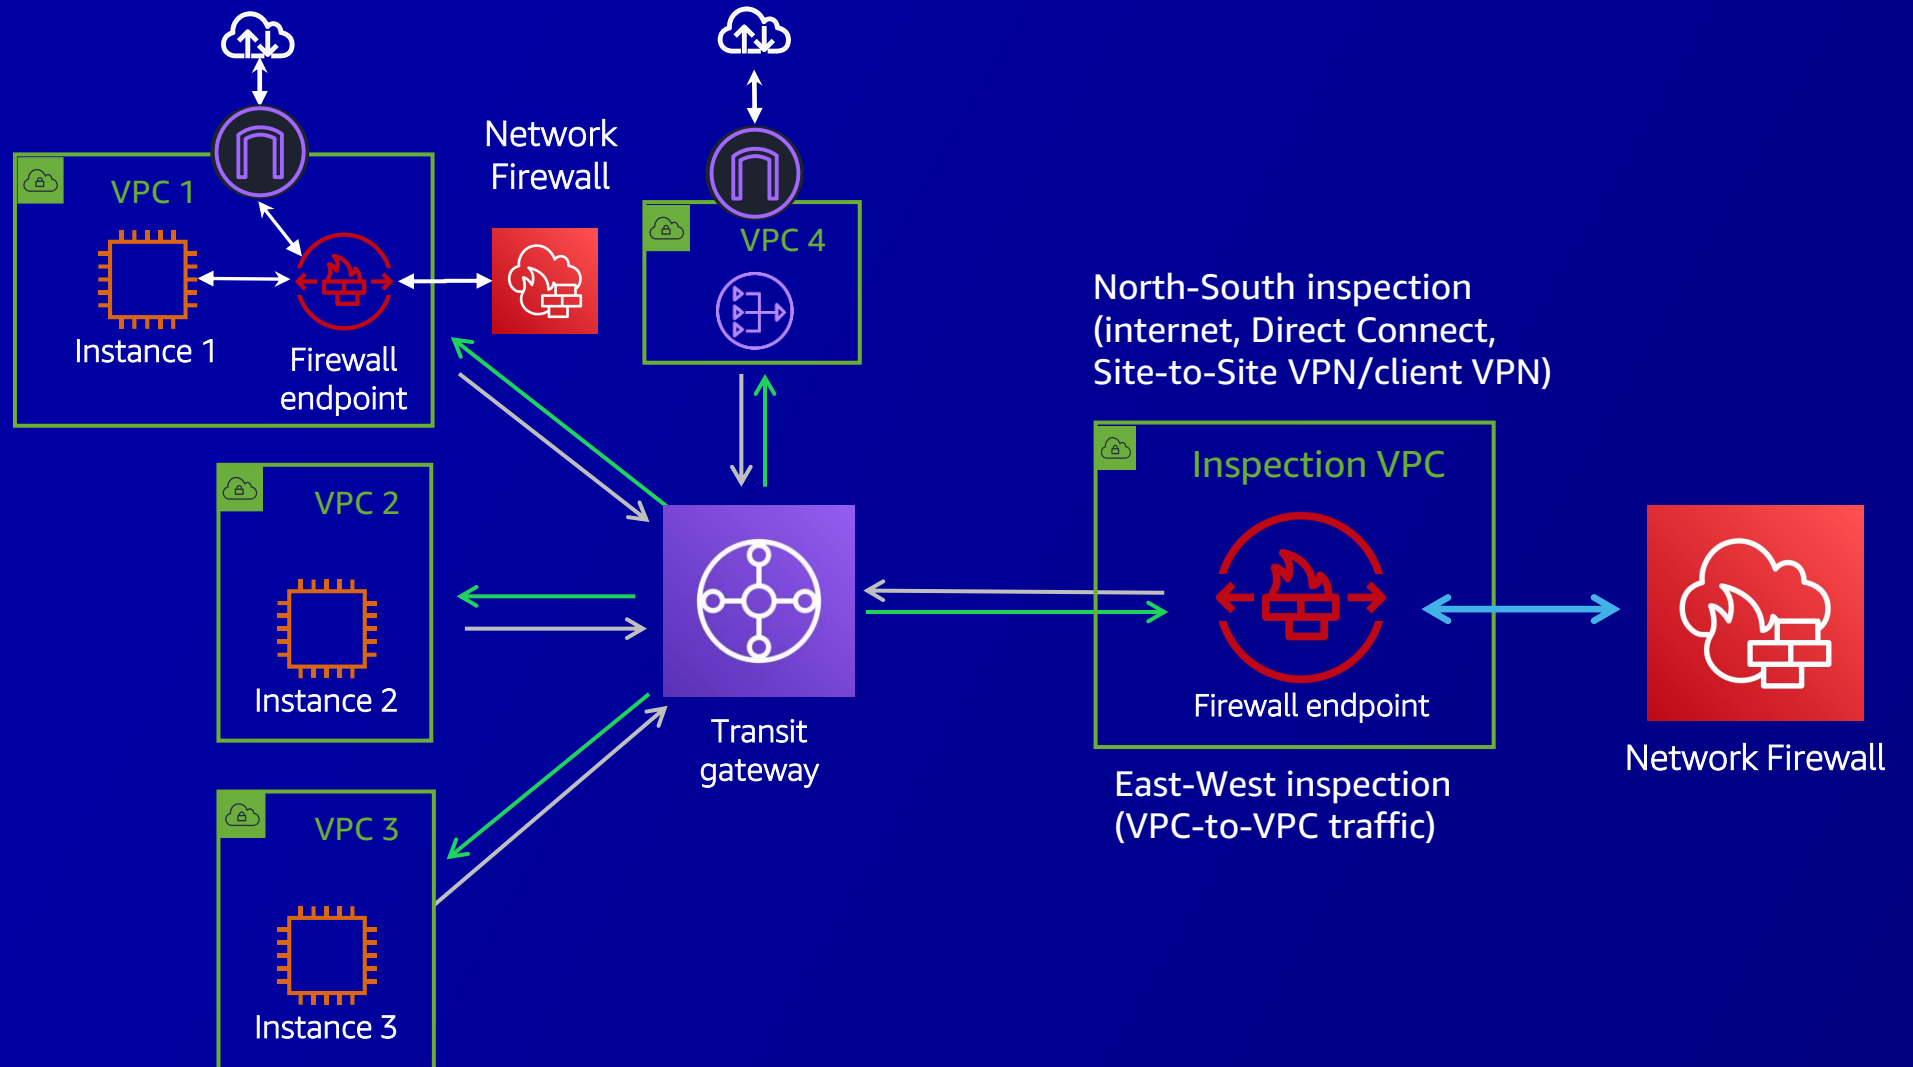 Network
Firewall
VPC 1
Instance 1
Firewall
endpoint
VPC 4
North-South inspection
(internet, Direct Connect,
Site-to-Site VPN/client VPN)
VPC 2
Instance 2
Transit
gateway
Inspection VPC
Firewall endpoint
Network Firewall
East-West inspection
(VPC-to-VPC traffic)
VPC 3
Instance 3